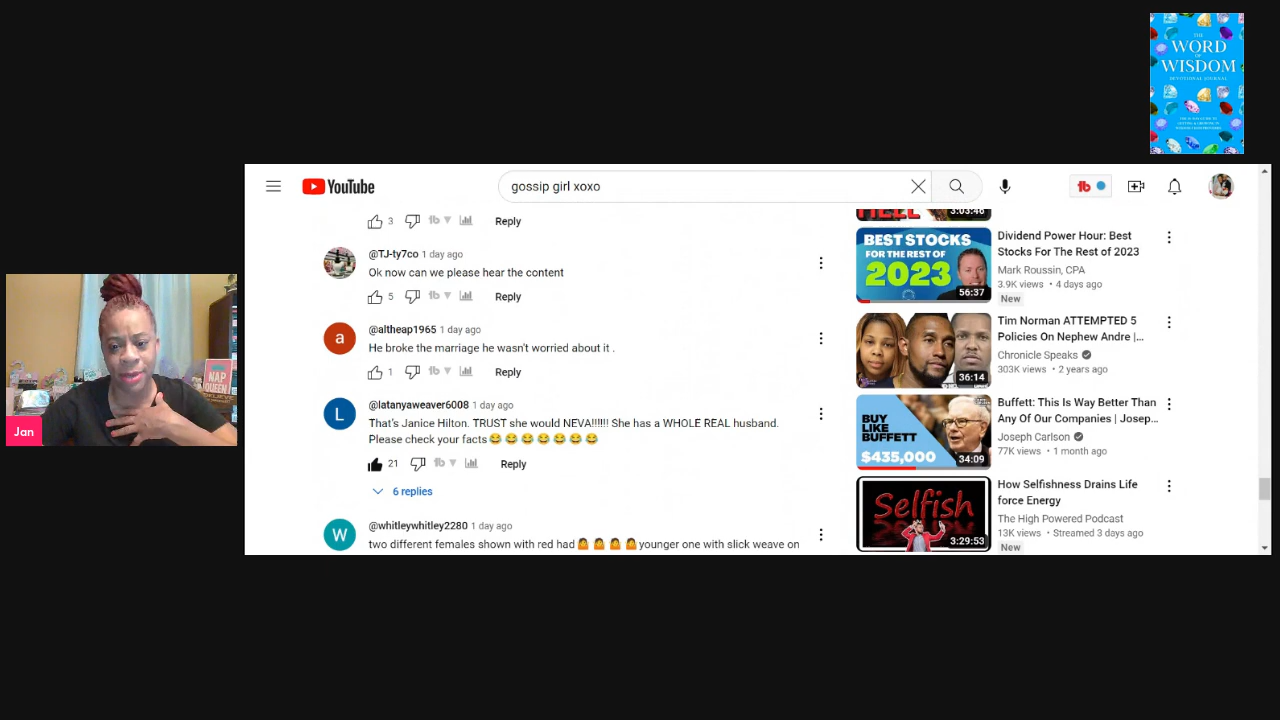 THE
WORD
OF
WISDOM
DEVOTIONAL JOURNAL
YouTube
gossip girl xoxo
3
Reply
3:03:46
@TJ-ty7co 1 day ago
Ok now can we please hear the content
5
Reply
@altheap1965 1 day ago
a
He broke the marriage he wasn't worried about it .
1
Reply
@latanyaweaver6008 1 day ago
L
That's Janice Hilton. TRUST she would NEVA!!!!!! She has a WHOLE REAL husband.
Please check your facts😂😂😂😂😂😂😂
21
Reply
6 replies
@whitleywhitley2280 1 day ago
W
two different females shown with red had🤷🤷🤷🤷younger one with slick weave on
BEST STOCKS
FOR THE REST OF
2023
56:37
Dividend Power Hour: Best
Stocks For The Rest of 2023
Mark Roussin, CPA
3.9K views • 4 days ago
New
36:14
Tim Norman ATTEMPTED 5
Policies On Nephew Andre |...
Chronicle Speaks
303K views • 2 years ago
BUY
LIKE
BUFFETT
$435,000
34:09
Buffett: This Is Way Better Than
Any Of Our Companies | Josep...
Joseph Carlson
77K views • 1 month ago
Selfish
3:29:53
How Selfishness Drains Life
force Energy
The High Powered Podcast
13K views • Streamed 3 days ago
New
NAP
QUEEN
Jan